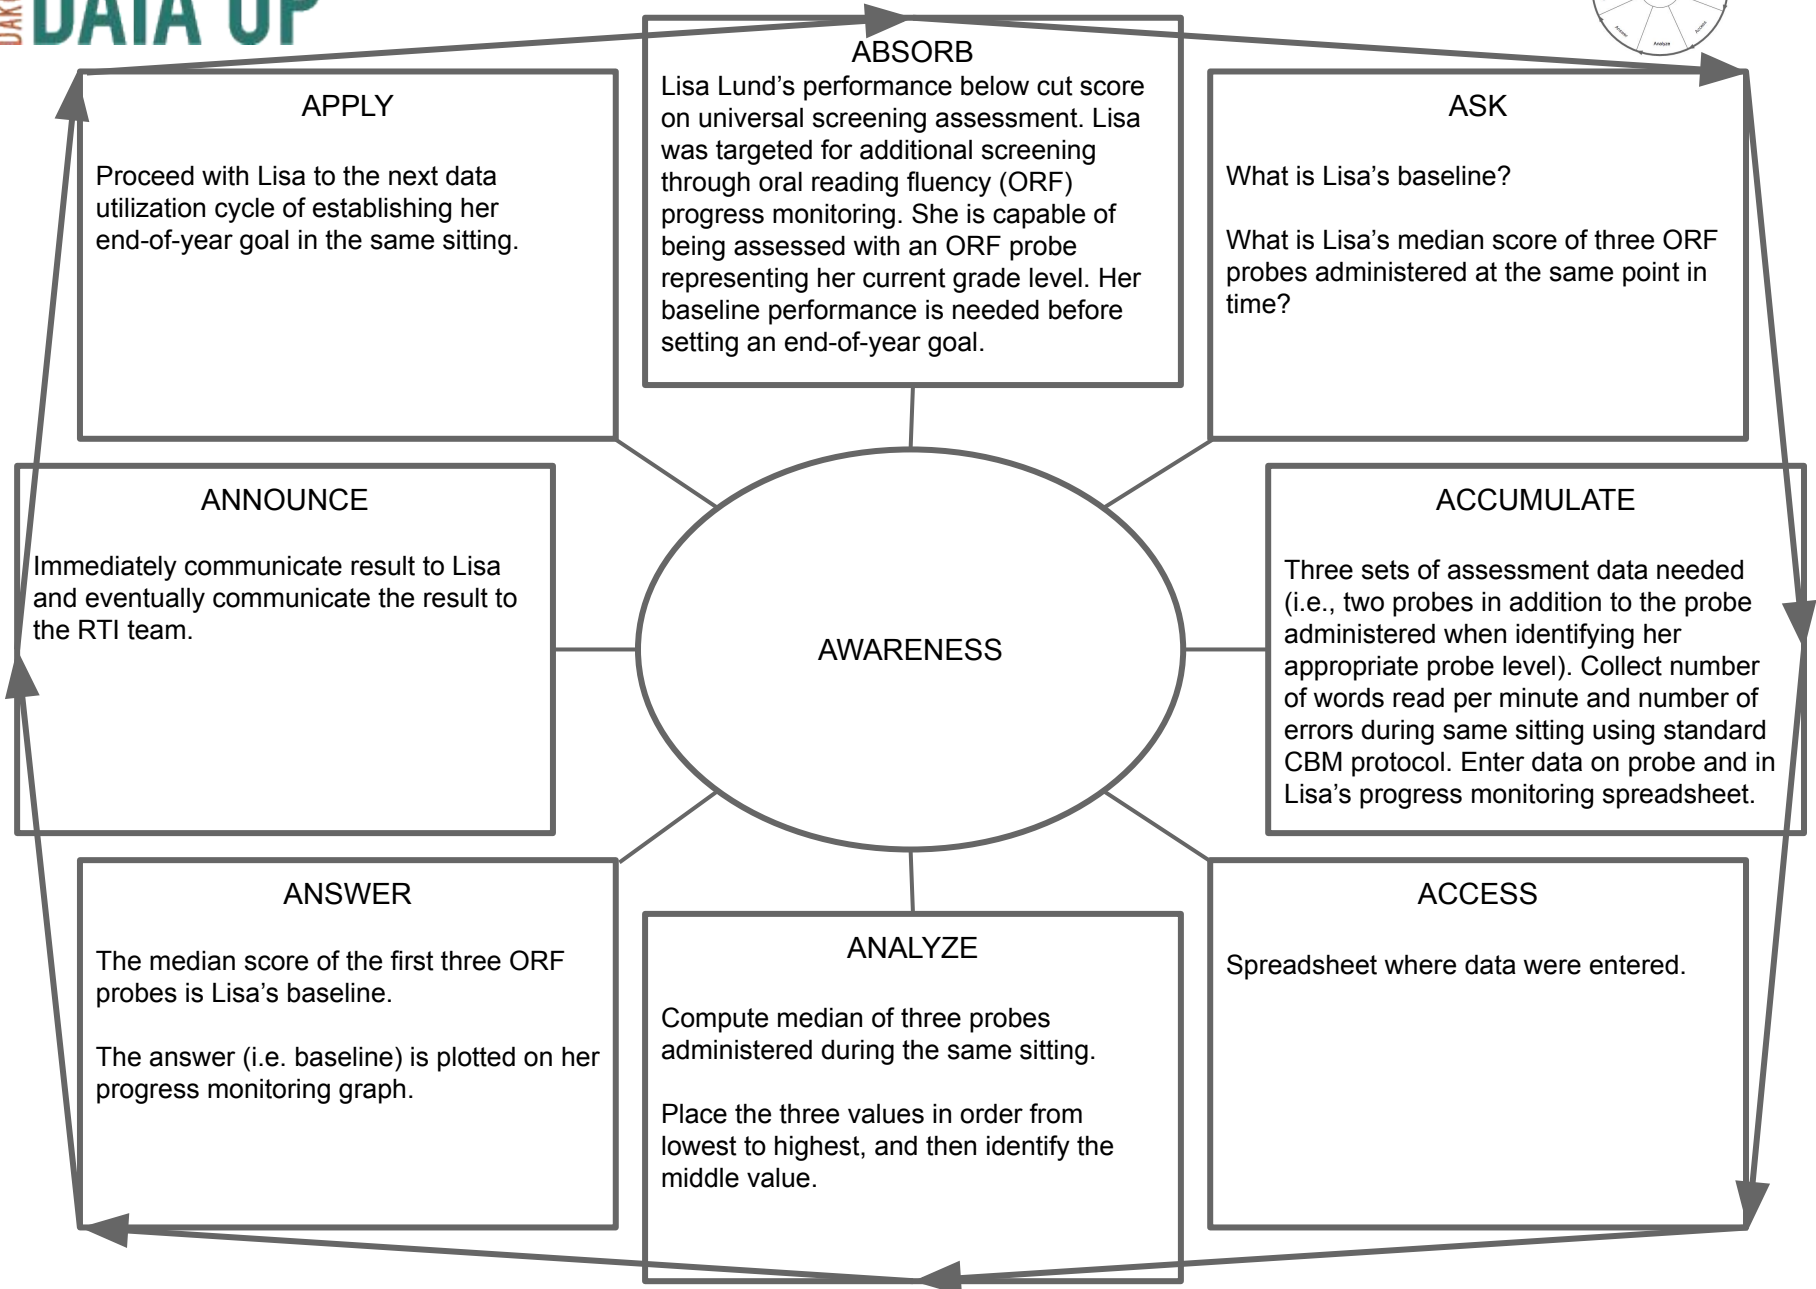 DATA UP
ABSORB
Lisa Lund's performance below cut score
on universal screening assessment. Lisa
was targeted for additional screening
through oral reading fluency (ORF)
progress monitoring. She is capable of
being assessed with an ORF probe
representing her current grade level. Her
baseline performance is needed before
setting an end-of-year goal.
ASK
What is Lisa's baseline?
What is Lisa's median score of three ORF
probes administered at the same point in
time?
ACCUMULATE
Three sets of assessment data needed
(i.e., two probes in addition to the probe
administered when identifying her
appropriate probe level). Collect number
of words read per minute and number of
errors during same sitting using standard
CBM protocol. Enter data on probe and in
Lisa's progress monitoring spreadsheet.
ACCESS
Spreadsheet where data were entered.
ANALYZE
Compute median of three probes
administered during the same sitting.
Place the three values in order from
lowest to highest, and then identify the
middle value.
ANSWER
The median score of the first three ORF
probes is Lisa's baseline.
The answer (i.e. baseline) is plotted on her
progress monitoring graph.
ANNOUNCE
Immediately communicate result to Lisa
and eventually communicate the result to
the RTI team.
APPLY
Proceed with Lisa to the next data
utilization cycle of establishing her
end-of-year goal in the same sitting.
AWARENESS
Answer
Analyze
Access